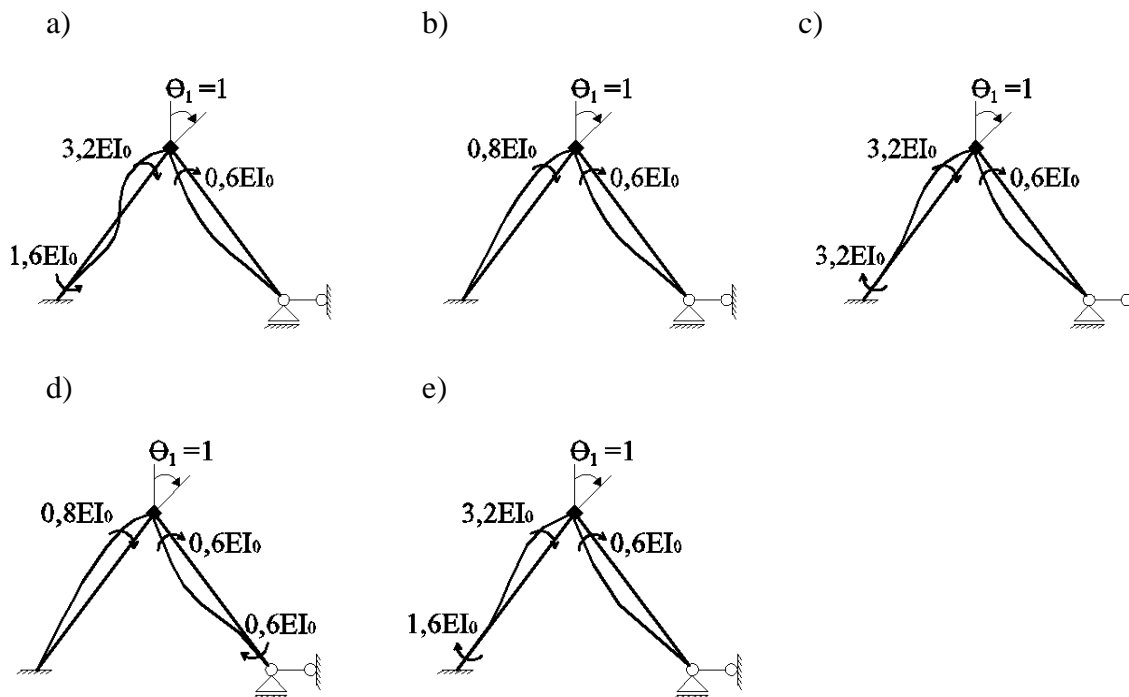 a)
b)
c)
Θ₁ =1
Θ₁ =1
Θ₁ =1
3,2EI₀
0,6EI₀
0,8EI₀
0,6EI₀
3,2EI₀
0,6EI₀
1,6EI₀
3,2EI₀
d)
e)
Θ₁ =1
Θ₁ =1
0,8EI₀
0,6EI₀
3,2EI₀
0,6EI₀
0,6EI₀
1,6EI₀